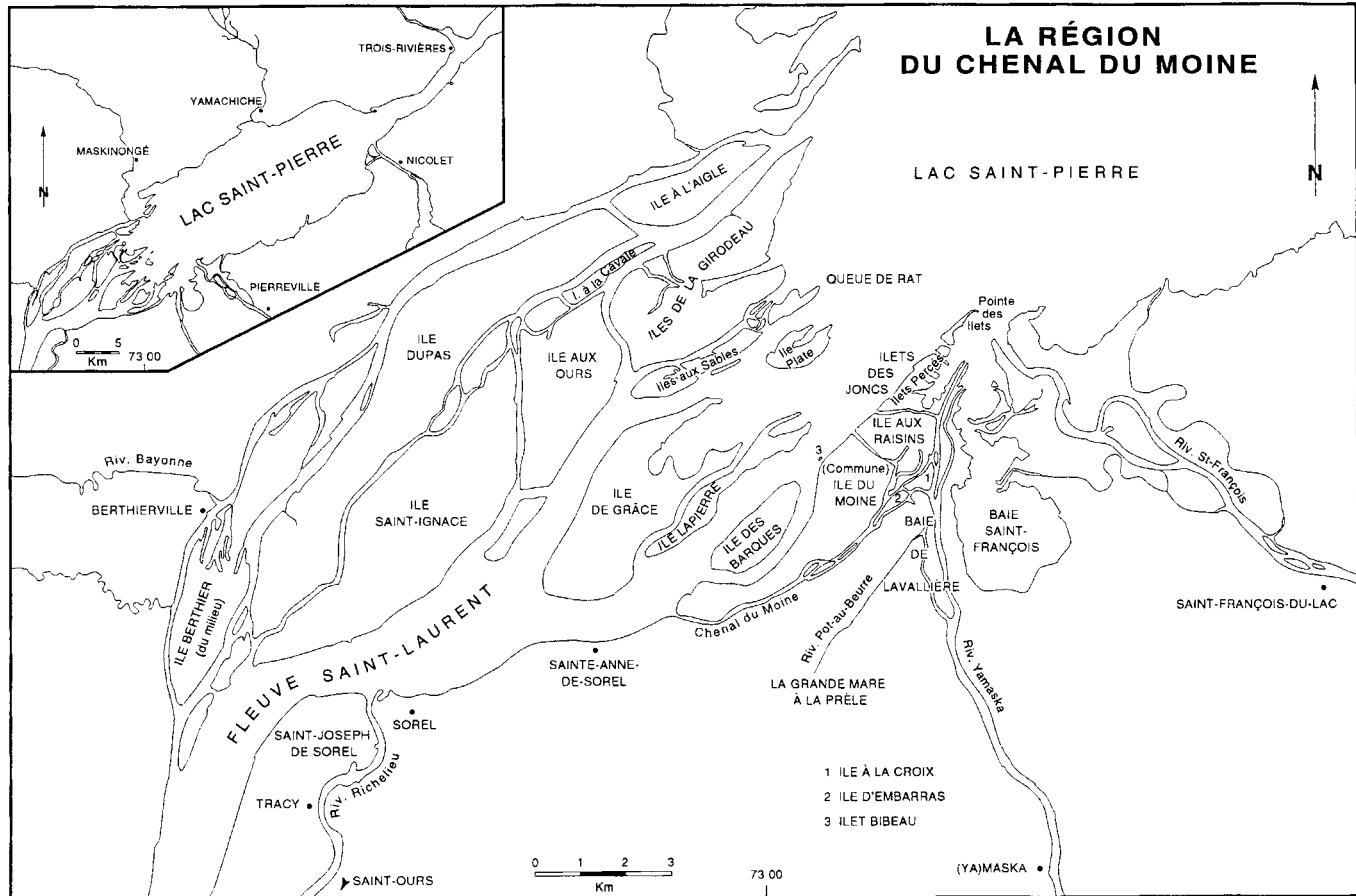 LA RÉGION
DU CHENAL DU MOINE
TROIS-RIVIÈRES
YAMACHICHE
MASKINONGÉ
NICOLET
LAC SAINT-PIERRE
N
PIERREVILLE
0 5
Km
73 00
N
LAC SAINT-PIERRE
ILE À L'AIGLE
I. à la Cavale
ILES DE LA GIRODEAU
QUEUE DE RAT
Pointe
des
Ilets
ILE
DUPAS
ILE AUX
OURS
Iles aux Sables
Ile
Plate
ILETS
DES
JONCS
Ilets Percés
ILE AUX
RAISINS
Riv. Bayonne
BERTHIERVILLE
ILE
SAINT-IGNACE
ILE
DE GRÂCE
ILE LAPIERRE
ILE DES
BARQUES
3
(Commune)
ILE DU
MOINE
1
2
BAIE
DE
LAVALLIÈRE
BAIE
SAINT-
FRANÇOIS
Riv. St-François
SAINT-FRANÇOIS-DU-LAC
ILE BERTHIER
(du milieu)
FLEUVE SAINT-LAURENT
Chenal du Moine
Riv. Pot-au-Beurre
Riv. Yamaska
SAINTE-ANNE-
DE-SOREL
LA GRANDE MARE
À LA PRÈLE
SOREL
SAINT-JOSEPH
DE SOREL
Riv. Richelieu
TRACY
SAINT-OURS
1 ILE À LA CROIX
2 ILE D'EMBARRAS
3 ILET BIBEAU
0 1 2 3
Km
73 00
(YA)MASKA